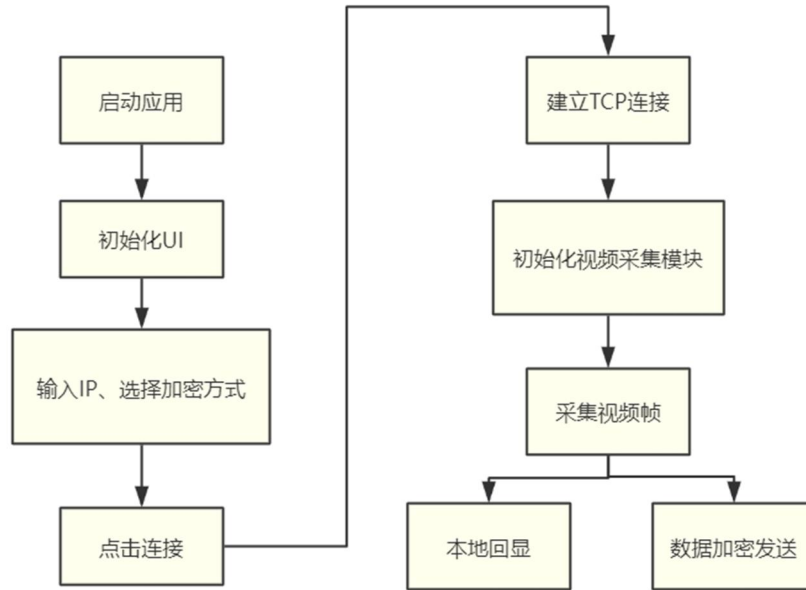 启动应用
初始化UI
输入IP、选择加密方式
点击连接
建立TCP连接
初始化视频采集模块
采集视频帧
本地回显
数据加密发送